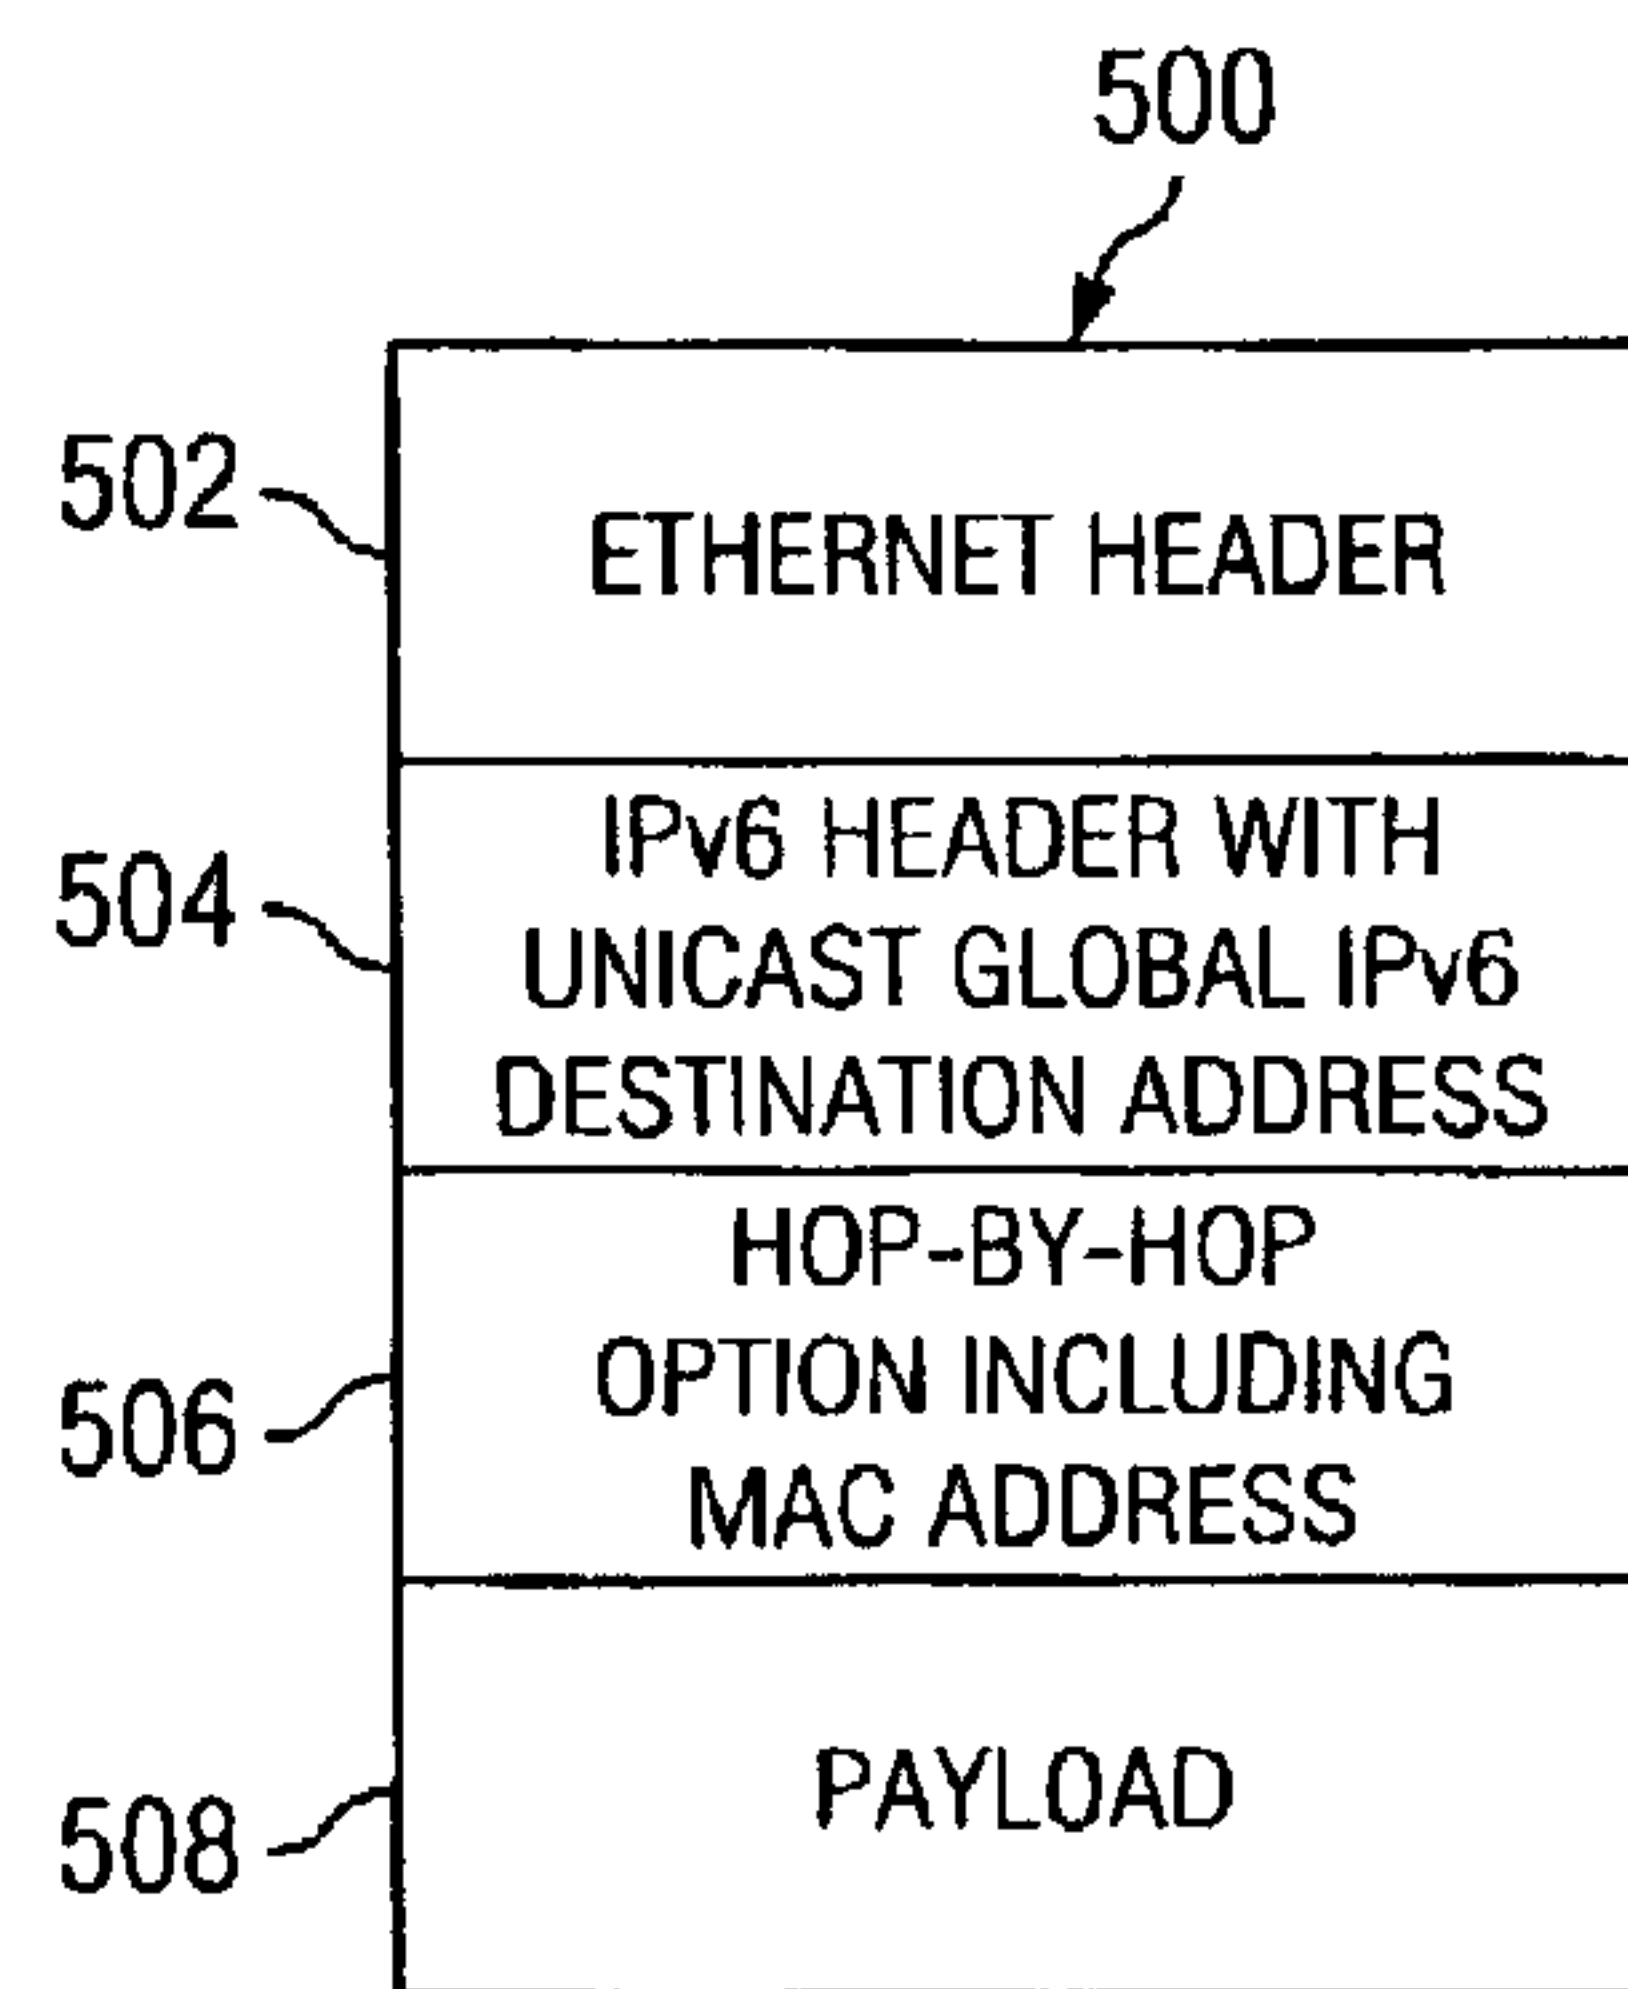 500
502
ETHERNET HEADER
504
IPv6 HEADER WITH
UNICAST GLOBAL IPv6
DESTINATION ADDRESS
506
HOP-BY-HOP
OPTION INCLUDING
MAC ADDRESS
508
PAYLOAD